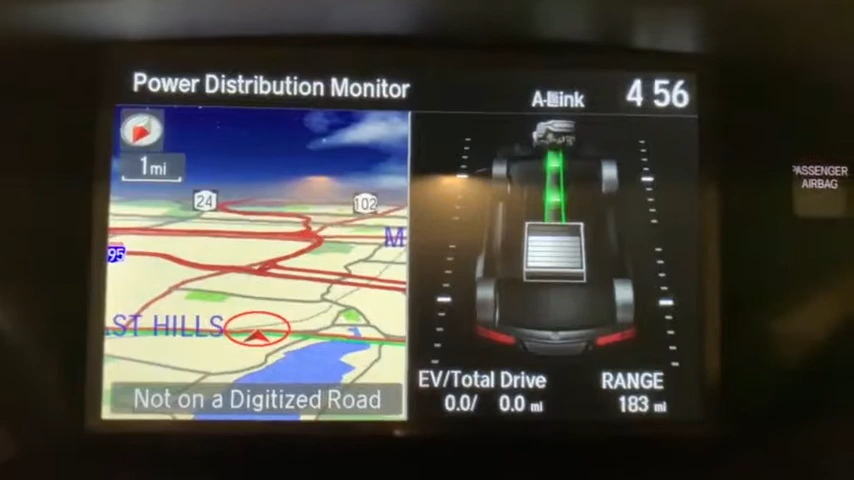 Power Distribution Monitor
A-Link
4 56
1mi
24
102
M
95
AST HILLS
Not on a Digitized Road
EV/Total Drive
0.0/ 0.0 mi
RANGE
183 mi
PASSENGER
AIRBAG